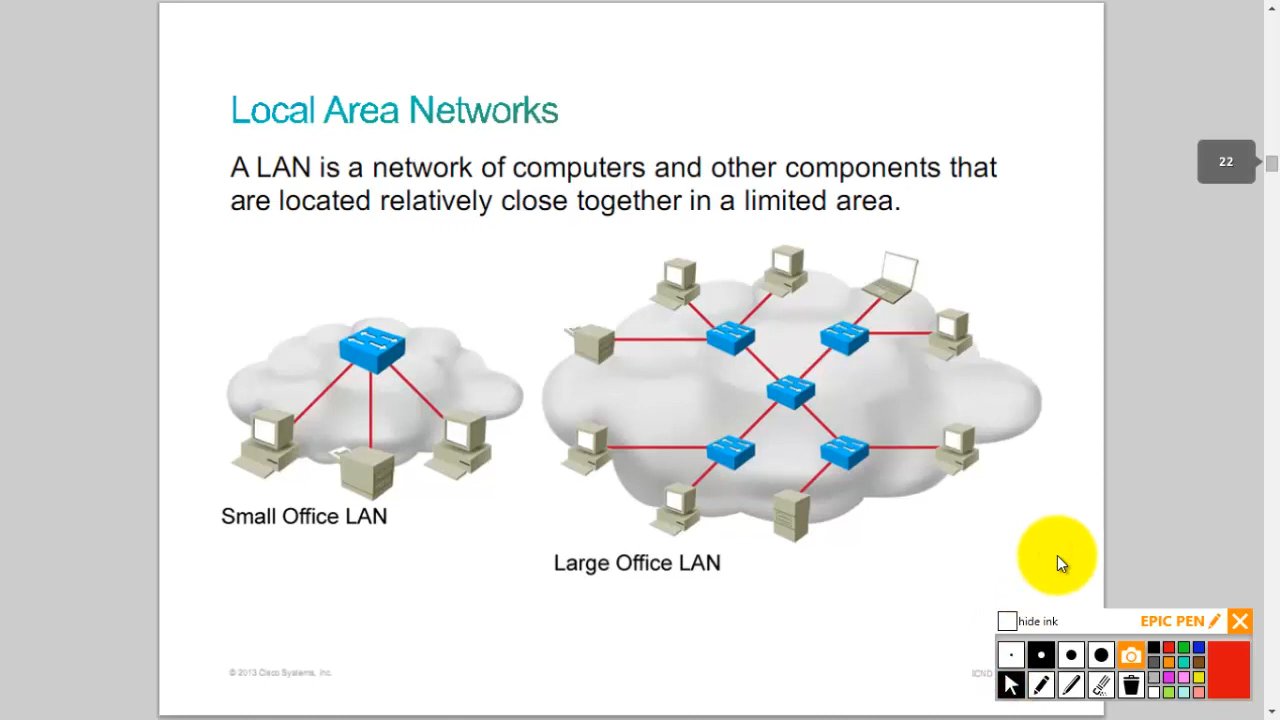 Local Area Networks
A LAN is a network of computers and other components that
are located relatively close together in a limited area.
22
Small Office LAN
Large Office LAN
hide ink
EPIC PEN
© 2013 Cisco Systems, Inc.
ICND